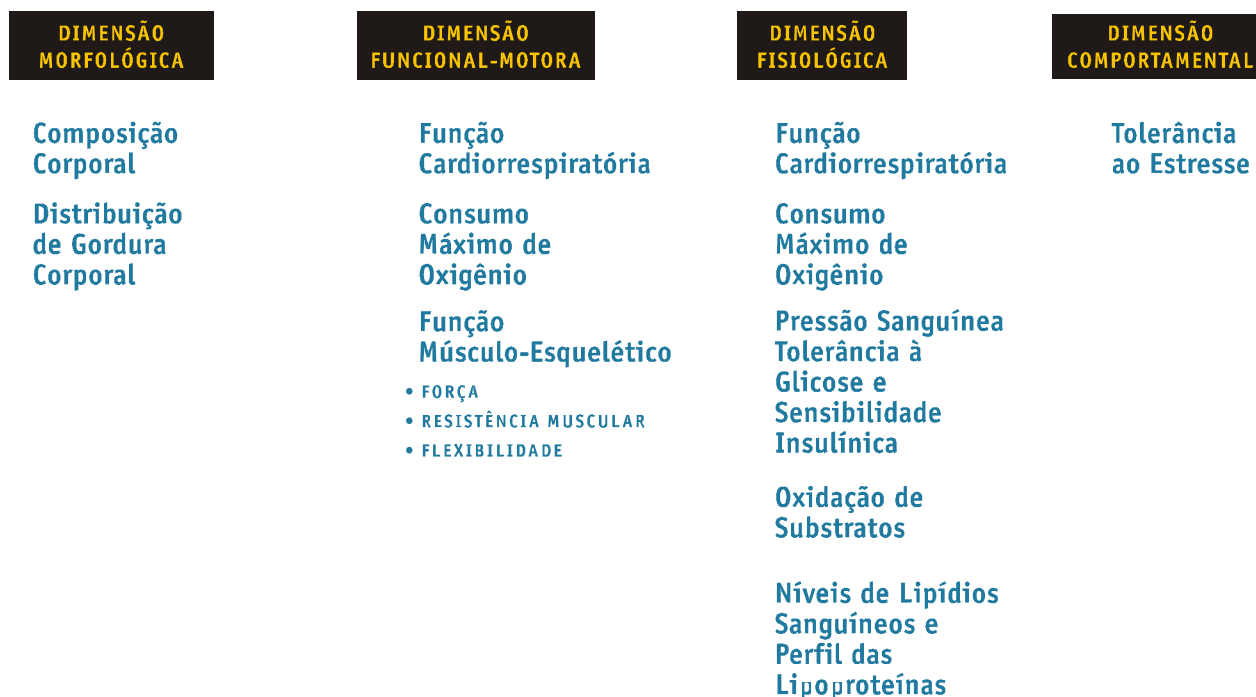 DIMENSÃO
MORFOLÓGICA
Composição
Corporal
Distribuição
de Gordura
Corporal
DIMENSÃO
FUNCIONAL-MOTORA
Função
Cardiorrespiratória
Consumo
Máximo de
Oxigênio
Função
Músculo-Esquelético
• FORÇA
• RESISTÊNCIA MUSCULAR
• FLEXIBILIDADE
DIMENSÃO
FISIOLÓGICA
Função
Cardiorrespiratória
Consumo
Máximo de
Oxigênio
Pressão Sanguínea
Tolerância à
Glicose e
Sensibilidade
Insulínica
Oxidação de
Substratos
Níveis de Lipídios
Sanguíneos e
Perfil das
Lipoproteínas
DIMENSÃO
COMPORTAMENTAL
Tolerância
ao Estresse